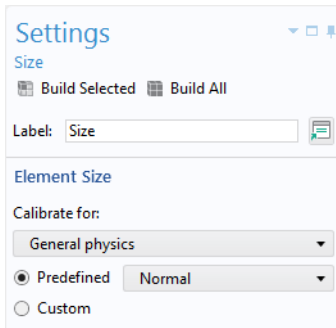 Settings
Size
Build Selected Build All
Label: Size
Element Size
Calibrate for:
General physics
Predefined Normal
Custom